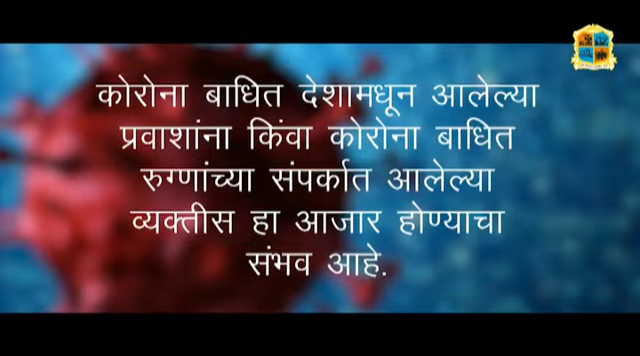 कोरोना बाधित देशामधून आलेल्या
प्रवाशांना किंवा कोरोना बाधित
रुग्णांच्या संपर्कात आलेल्या
व्यक्तीस हा आजार होण्याचा
संभव आहे.